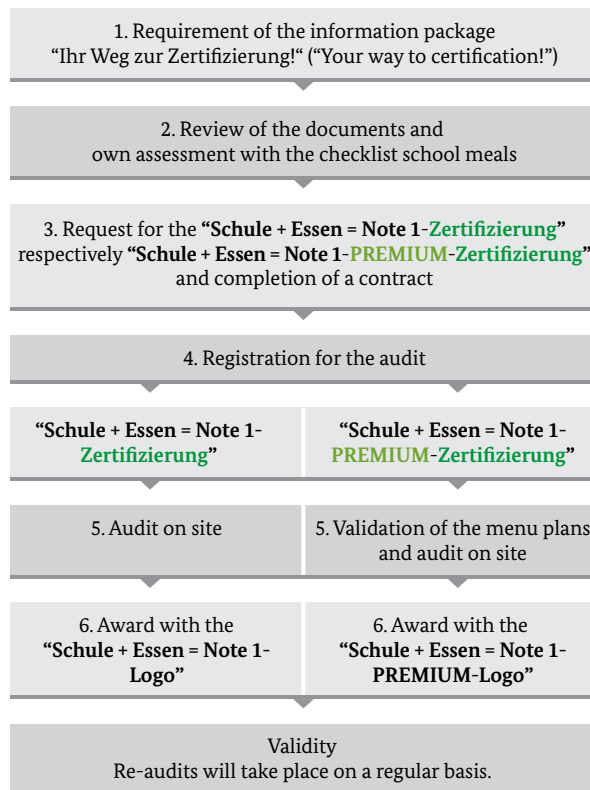 1. Requirement of the information package
“Ihr Weg zur Zertifizierung!“ (“Your way to certification!”)
2. Review of the documents and
own assessment with the checklist school meals
3. Request for the “Schule + Essen = Note 1-Zertifizierung”
respectively “Schule + Essen = Note 1-PREMIUM-Zertifizierung”
and completion of a contract
4. Registration for the audit
“Schule + Essen = Note 1-
Zertifizierung”
“Schule + Essen = Note 1-
PREMIUM-Zertifizierung”
5. Audit on site
5. Validation of the menu plans
and audit on site
6. Award with the
“Schule + Essen = Note 1-
Logo”
6. Award with the
“Schule + Essen = Note 1-
PREMIUM-Logo”
Validity
Re-audits will take place on a regular basis.